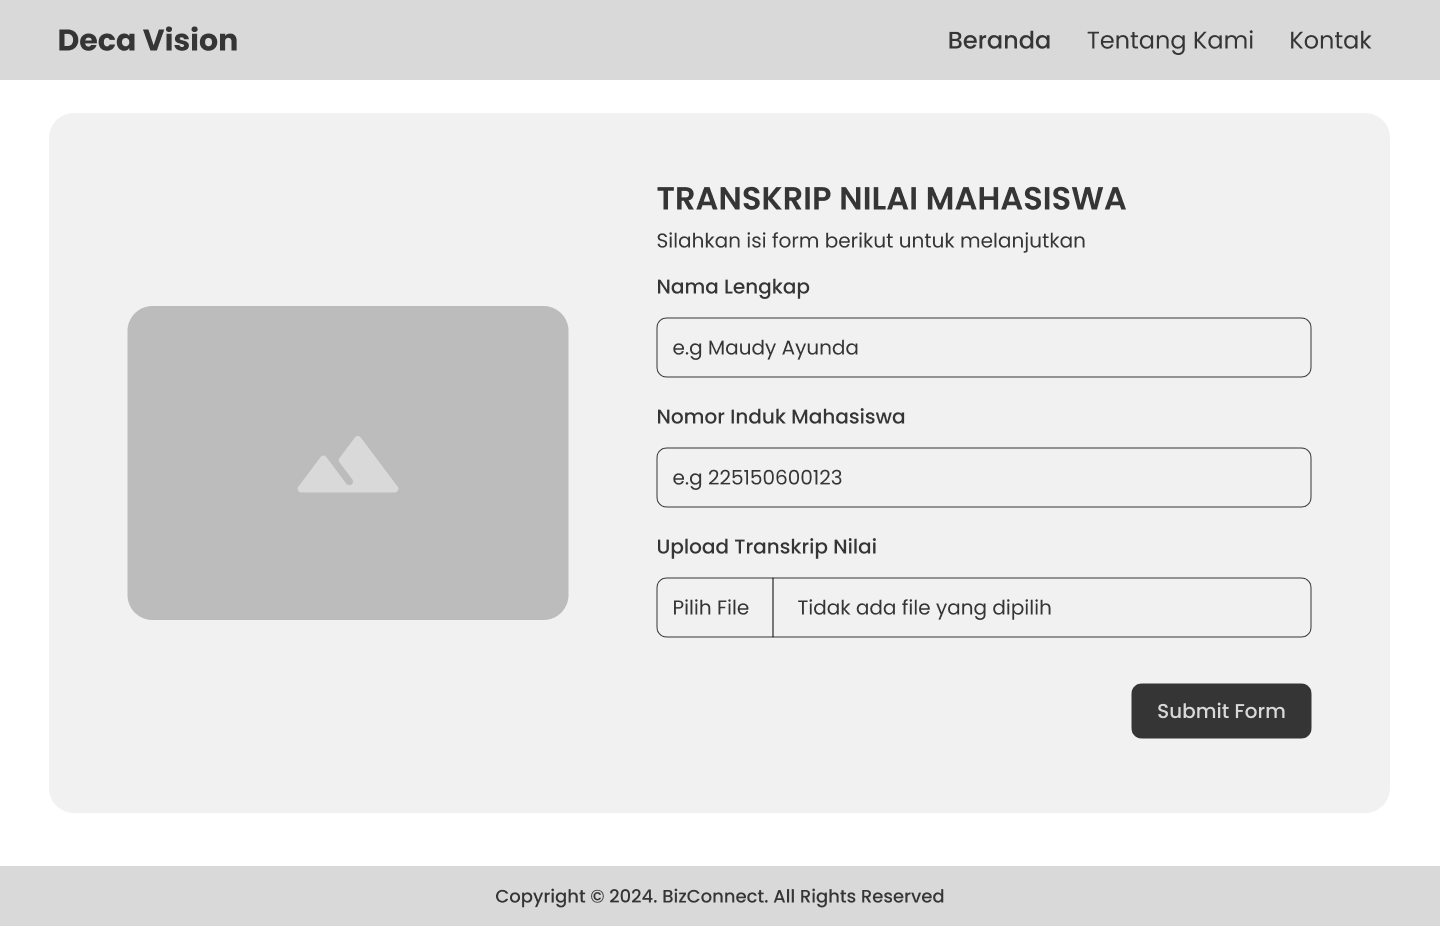 Deca Vision
Beranda
Tentang Kami
Kontak
TRANSKRIP NILAI MAHASISWA
Silahkan isi form berikut untuk melanjutkan
Nama Lengkap
e.g Maudy Ayunda
Nomor Induk Mahasiswa
e.g 225150600123
Upload Transkrip Nilai
Pilih File
Tidak ada file yang dipilih
Submit Form
Copyright © 2024. BizConnect. All Rights Reserved